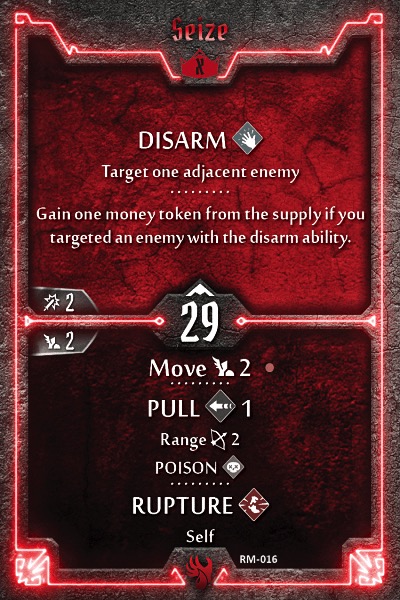 Seize
X
DISARM
Target one adjacent enemy
Gain one money token from the supply if you
targeted an enemy with the disarm ability.
2
29
2
Move 2
PULL 1
Range 2
POISON
RUPTURE
Self
RM-016